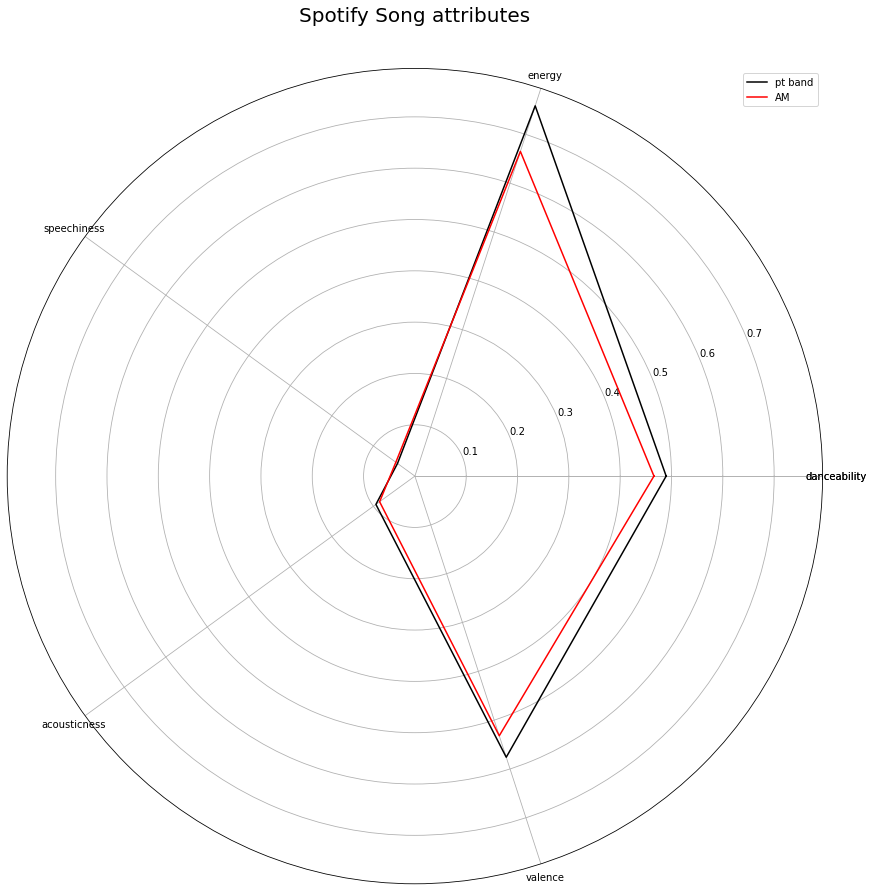 Spotify Song attributes
energy
pt band
AM
speechiness
0.7
0.6
0.5
0.4
0.3
0.2
0.1
danceability
acousticness
valence